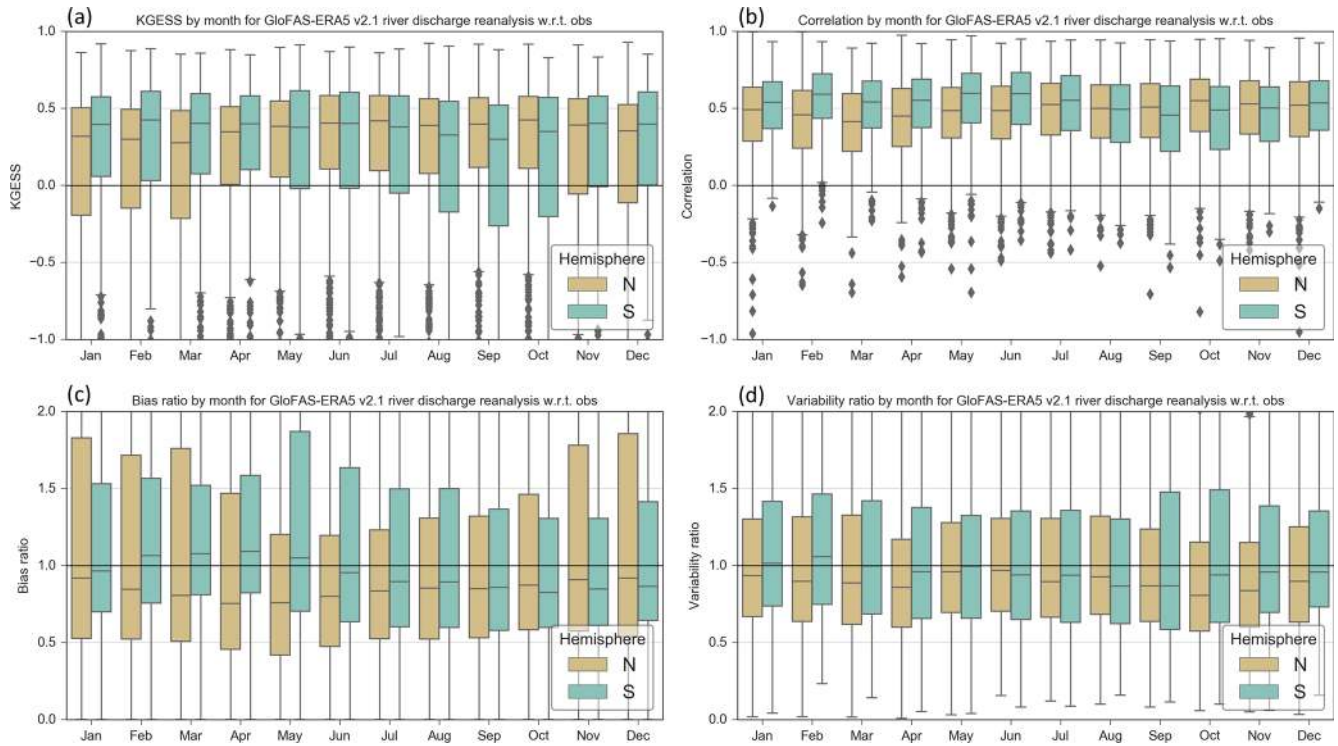 (a) KGESS by month for GloFAS-ERA5 v2.1 river discharge reanalysis w.r.t. obs
1.0
0.5
0.0
−0.5
−1.0
KGESS
Hemisphere
N
S
Jan Feb Mar Apr May Jun Jul Aug Sep Oct Nov Dec
(b) Correlation by month for GloFAS-ERA5 v2.1 river discharge reanalysis w.r.t. obs
1.0
0.5
0.0
−0.5
−1.0
Correlation
Hemisphere
N
S
Jan Feb Mar Apr May Jun Jul Aug Sep Oct Nov Dec
(c) Bias ratio by month for GloFAS-ERA5 v2.1 river discharge reanalysis w.r.t. obs
2.0
1.5
1.0
0.5
0.0
Bias ratio
Hemisphere
N
S
Jan Feb Mar Apr May Jun Jul Aug Sep Oct Nov Dec
(d) Variability ratio by month for GloFAS-ERA5 v2.1 river discharge reanalysis w.r.t. obs
2.0
1.5
1.0
0.5
0.0
Variability ratio
Hemisphere
N
S
Jan Feb Mar Apr May Jun Jul Aug Sep Oct Nov Dec